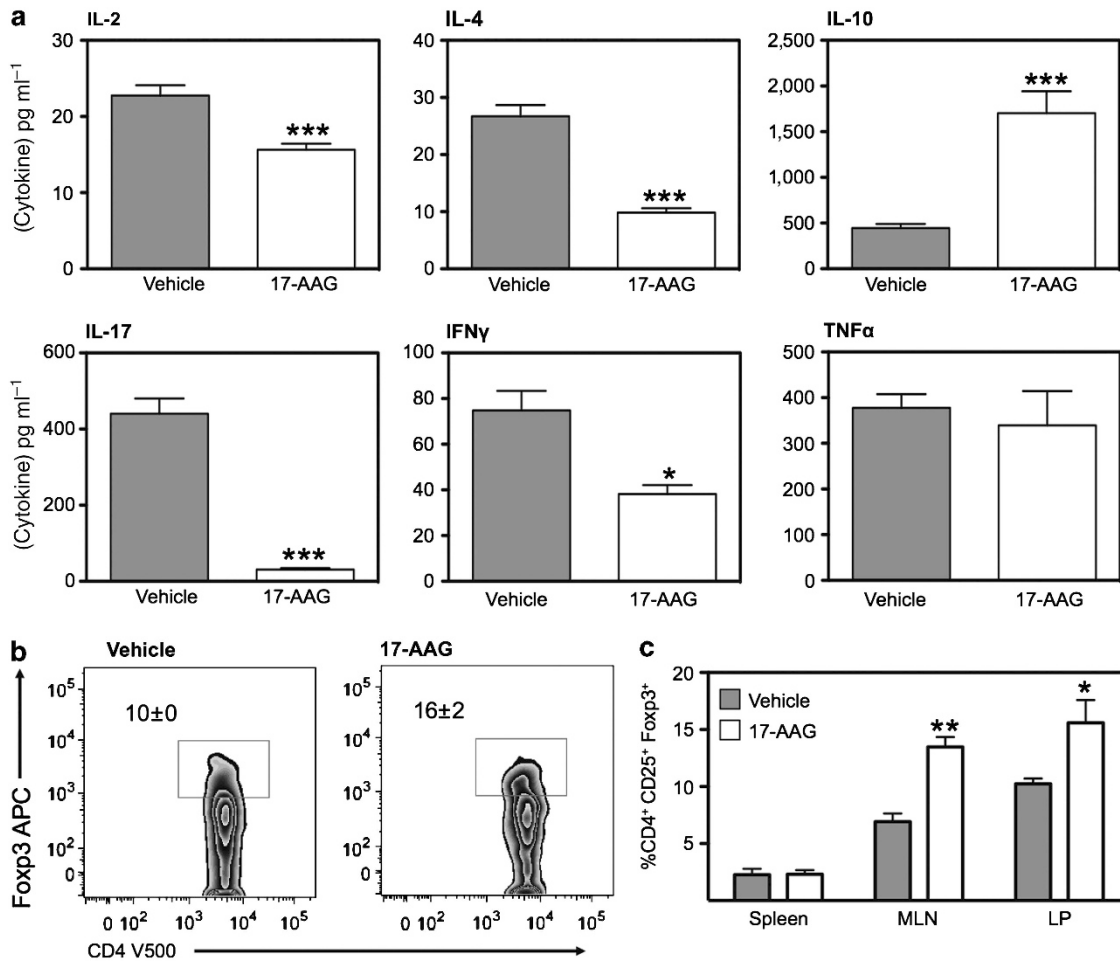 a
IL-2
IL-4
IL-10
(Cytokine) pg ml⁻¹
30
20
10
0
Vehicle
17-AAG
***
40
30
20
10
0
Vehicle
17-AAG
***
2,500
2,000
1,500
1,000
500
0
Vehicle
17-AAG
***
IL-17
IFNγ
TNFα
(Cytokine) pg ml⁻¹
600
400
200
0
Vehicle
17-AAG
***
100
80
60
40
20
0
Vehicle
17-AAG
*
500
400
300
200
100
0
Vehicle
17-AAG
b
Vehicle
17-AAG
Foxp3 APC
10⁵
10⁴
10³
10²
0
10±0
0 10² 10³ 10⁴ 10⁵
10⁵
10⁴
10³
10²
0
16±2
0 10² 10³ 10⁴ 10⁵
CD4 V500
c
%CD4⁺ CD25⁺ Foxp3⁺
20
15
10
5
Vehicle
17-AAG
**
*
Spleen
MLN
LP